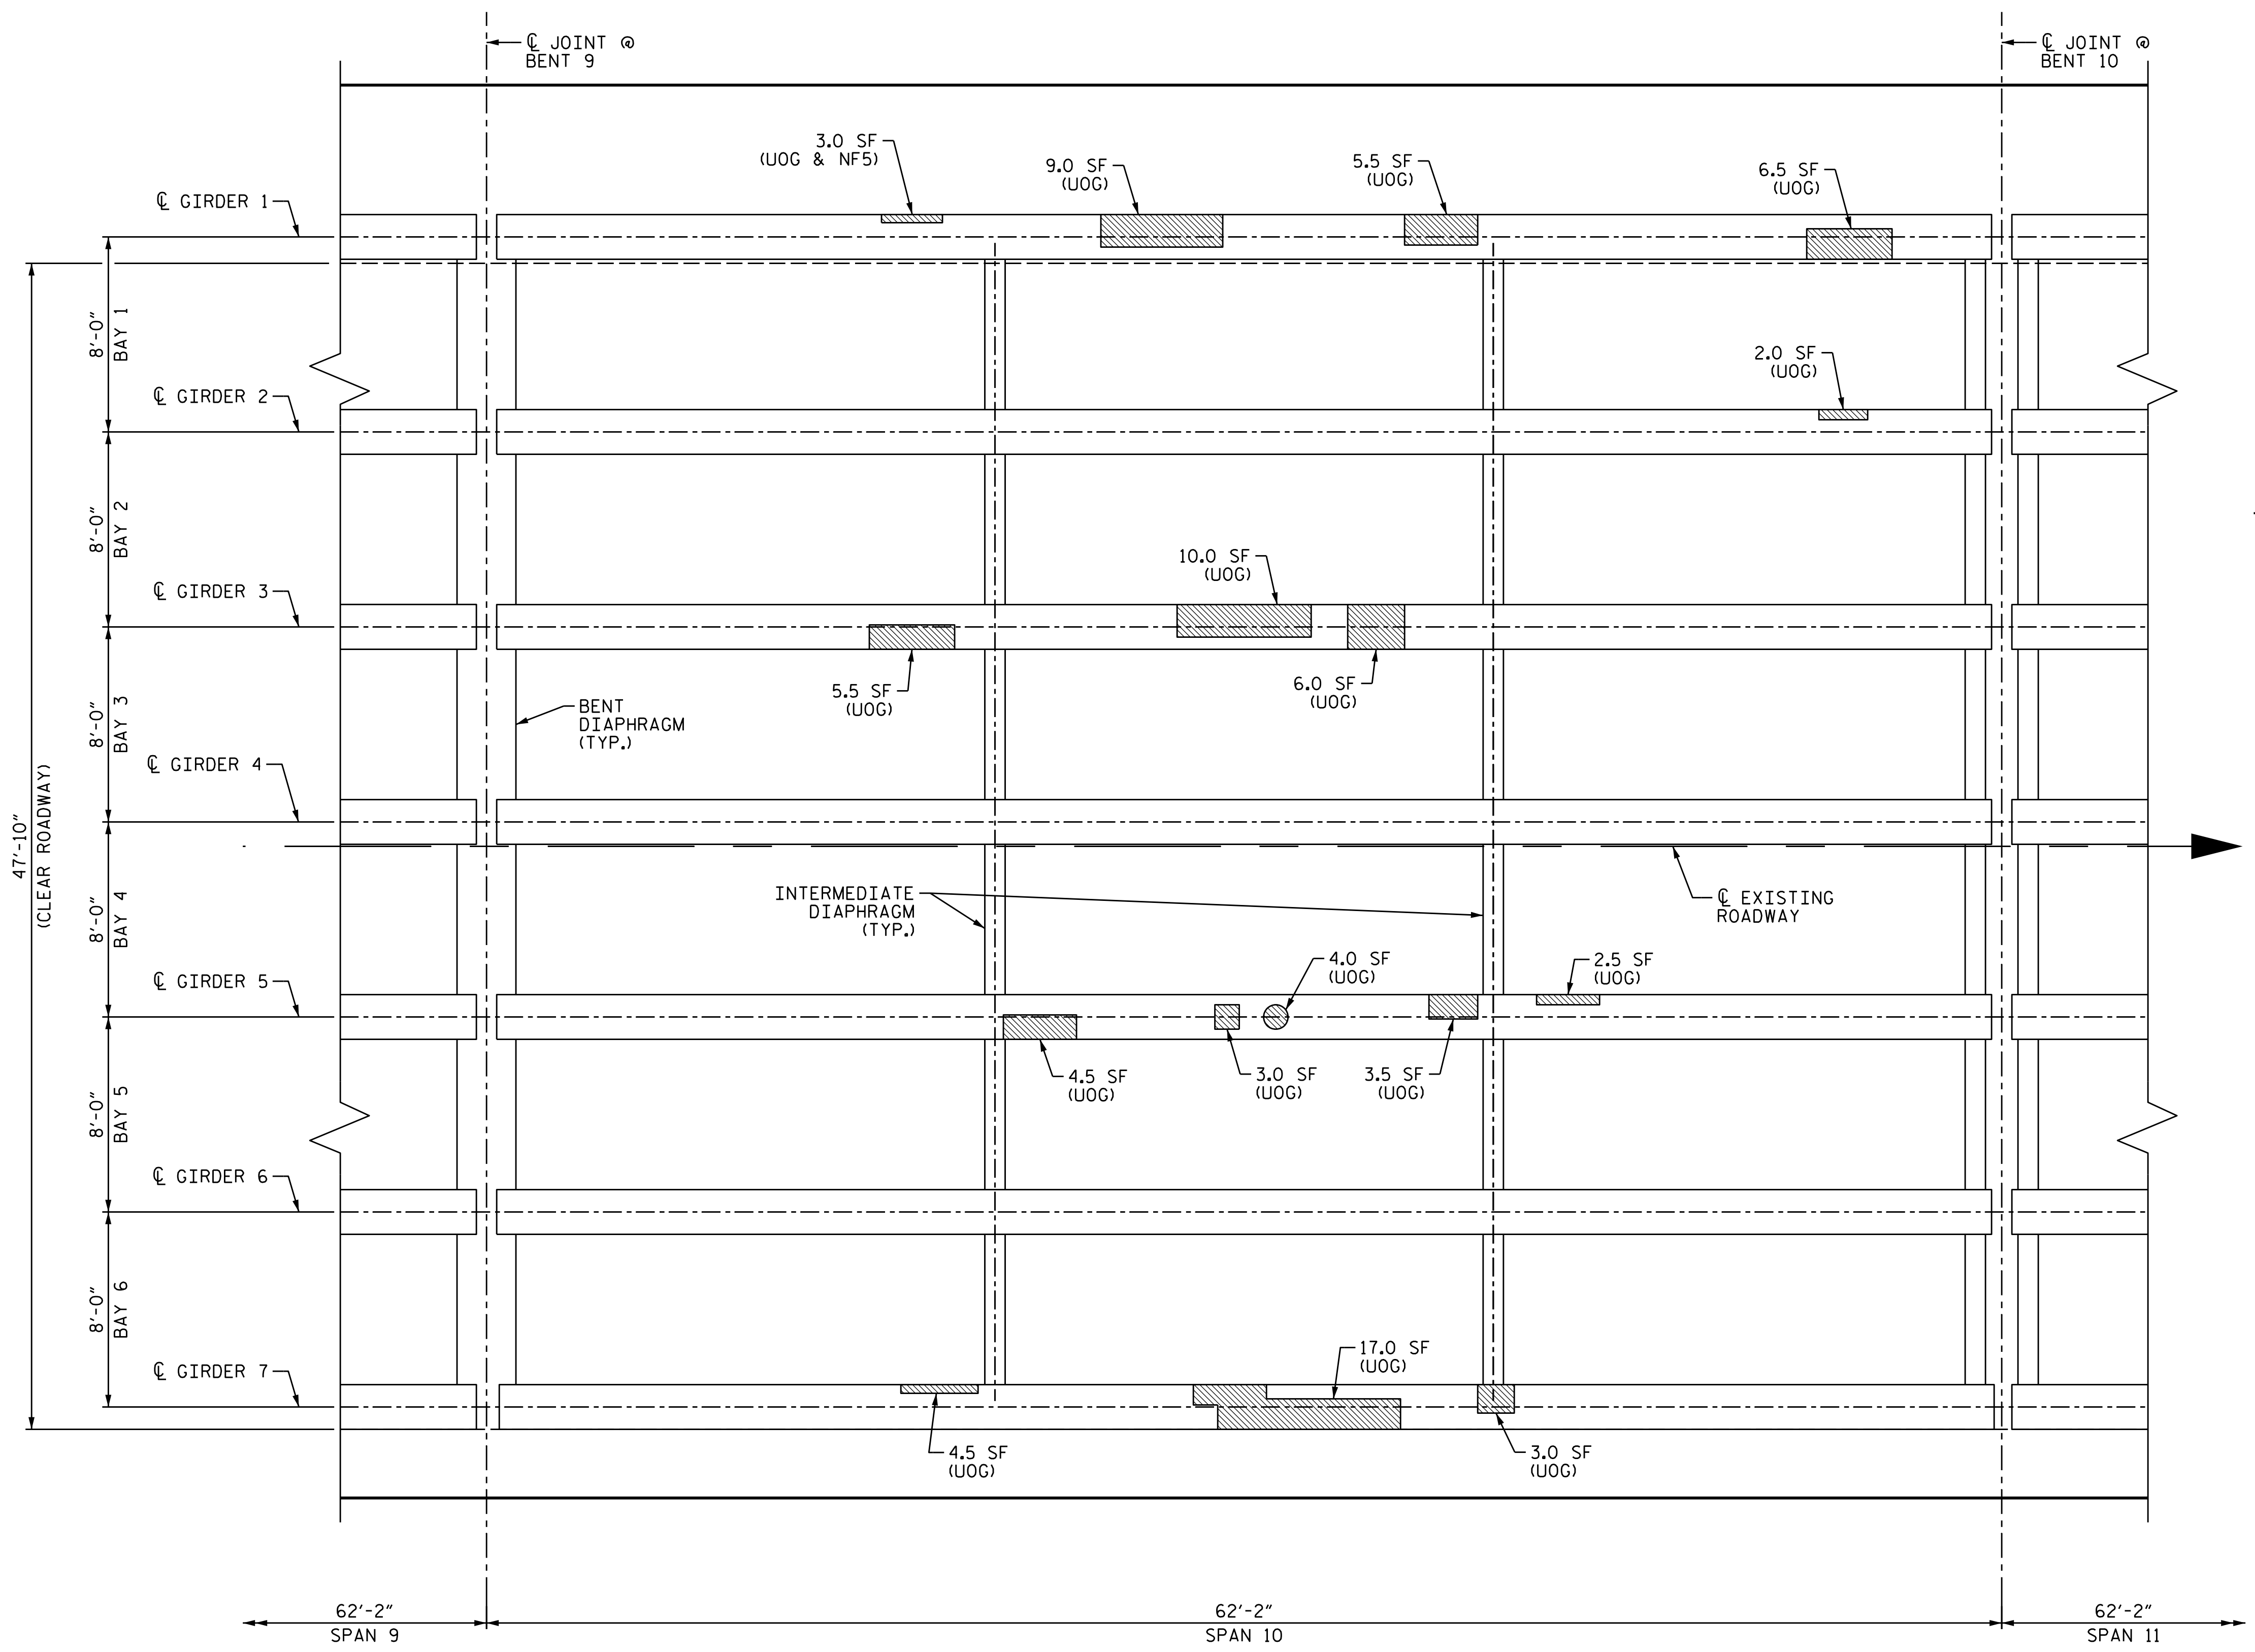 ℄ JOINT @
BENT 9
℄ JOINT @
BENT 10
3.0 SF
(UOG & NF5)
9.0 SF
(UOG)
5.5 SF
(UOG)
6.5 SF
(UOG)
℄ GIRDER 1
8'-0"
BAY 1
2.0 SF
(UOG)
℄ GIRDER 2
8'-0"
BAY 2
10.0 SF
(UOG)
℄ GIRDER 3
5.5 SF
(UOG)
6.0 SF
(UOG)
8'-0"
BAY 3
BENT
DIAPHRAGM
(TYP.)
℄ GIRDER 4
47'-10"
(CLEAR ROADWAY)
8'-0"
BAY 4
INTERMEDIATE
DIAPHRAGM
(TYP.)
℄ EXISTING
ROADWAY
4.0 SF
(UOG)
2.5 SF
(UOG)
℄ GIRDER 5
4.5 SF
(UOG)
3.0 SF
(UOG)
3.5 SF
(UOG)
8'-0"
BAY 5
℄ GIRDER 6
8'-0"
BAY 6
17.0 SF
(UOG)
℄ GIRDER 7
4.5 SF
(UOG)
3.0 SF
(UOG)
62'-2"
SPAN 9
62'-2"
SPAN 10
62'-2"
SPAN 11